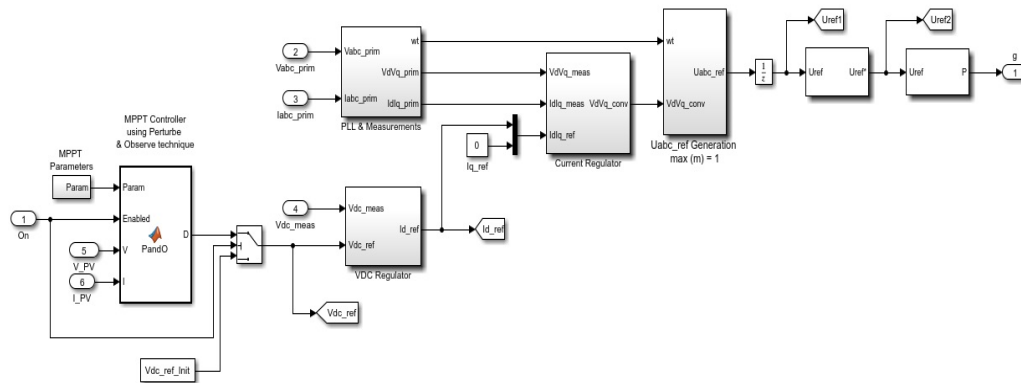 Uref1
Uref2
2
Vabc_prim
Vabc_prim
wt
wt
g
VdVq_prim
VdVq_meas
Uabc_ref
1
z
Uref
Uref*
Uref
P
1
3
Iabc_prim
Iabc_prim
IdIq_prim
IdIq_meas
VdVq_conv
VdVq_conv
PLL & Measurements
IdIq_ref
0
Iq_ref
Current Regulator
Uabc_ref Generation
max (m) = 1
MPPT Controller
using Perturbe
& Observe technique
MPPT
Parameters
Param
Param
1
On
Enabled
D
PandO
5
V_PV
V
6
I_PV
I
4
Vdc_meas
Vdc_meas
Vdc_ref
Id_ref
Id_ref
VDC Regulator
Vdc_ref
Vdc_ref_Init